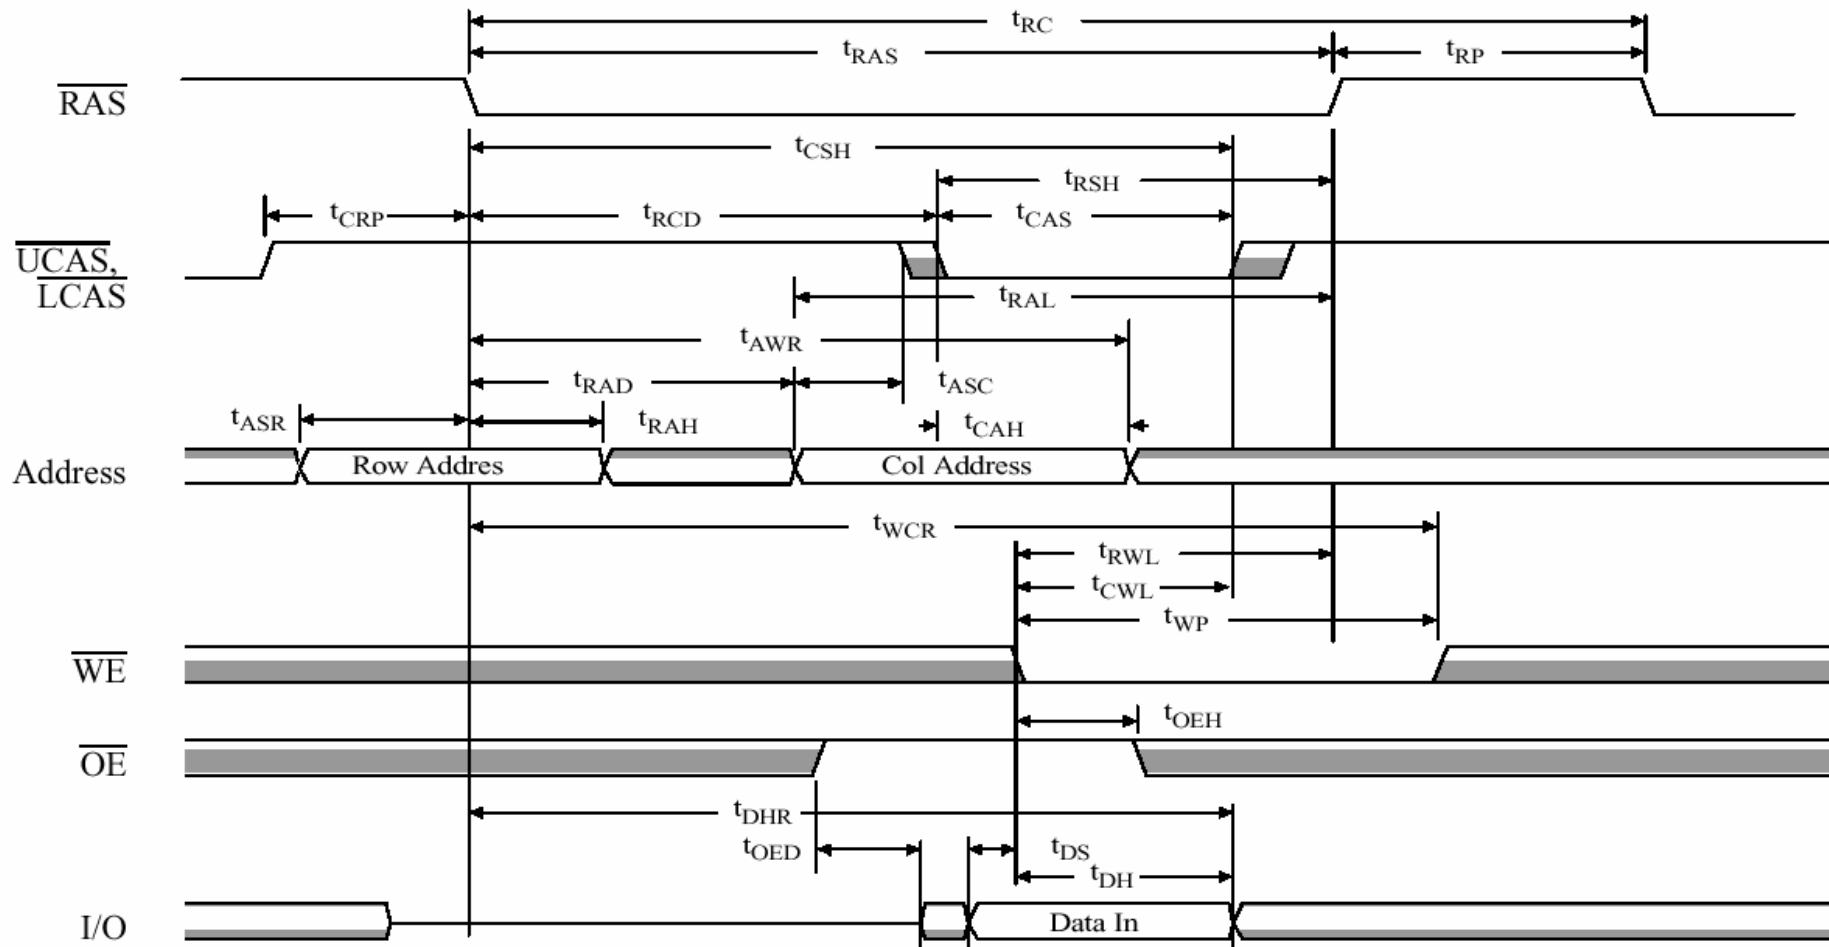 tRC
tRAS tRP
RAS
tCSH
tRSH
tCRP tRCD tCAS
UCAS,
LCAS
tRAL
tAWR
tRAD tASC
tASR tRAH tCAH
Address Row Addres Col Address
tWCR
tRWL
tCWL
tWP
WE
tOEH
OE
tDHR
tOED tDS
tDH
I/O Data In